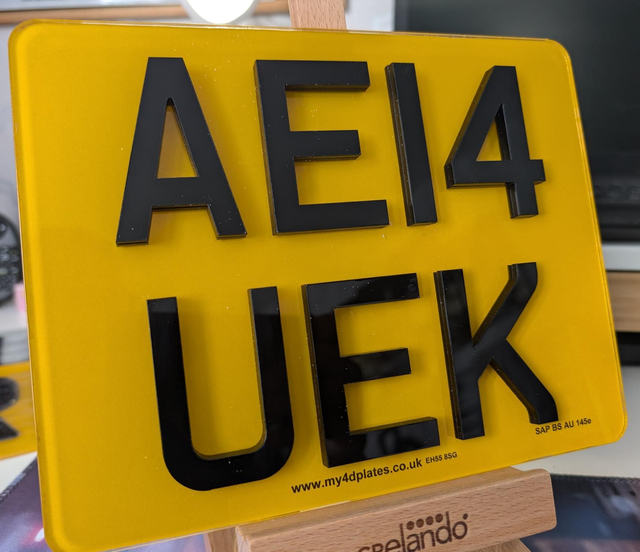 AE14
UEK
SAP BS AU 145e
www.my4dplates.co.uk EH55 8SG